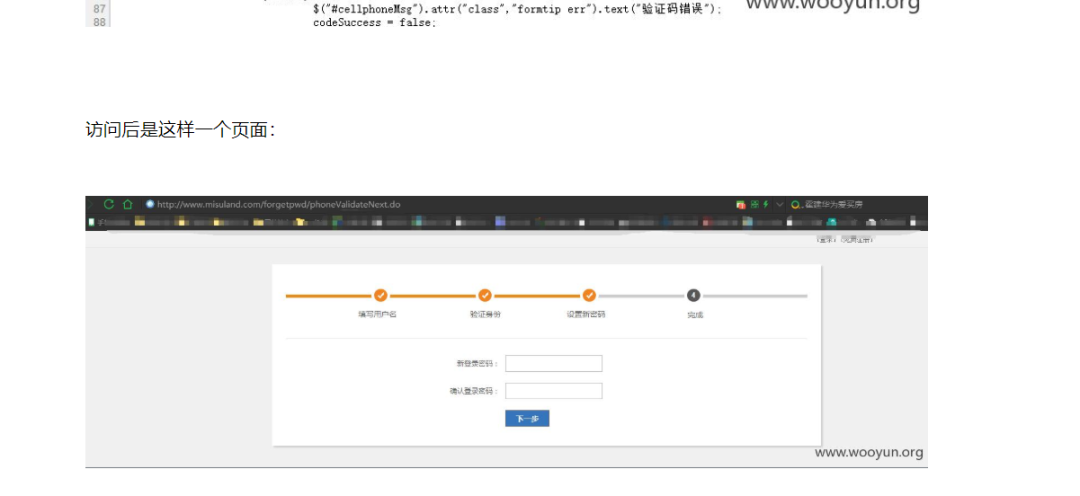 87
$("#cellphoneMsg").attr("class","formtip err").text("验证码错误");
www.wooyun.org
88
codeSuccess = false;
访问后是这样一个页面：
http://www.misuland.com/forgetpwd/phoneValidateNext.do
填写用户名
验证身份
设置新密码
4
完成
新登录密码：
确认登录密码：
下一步
www.wooyun.org